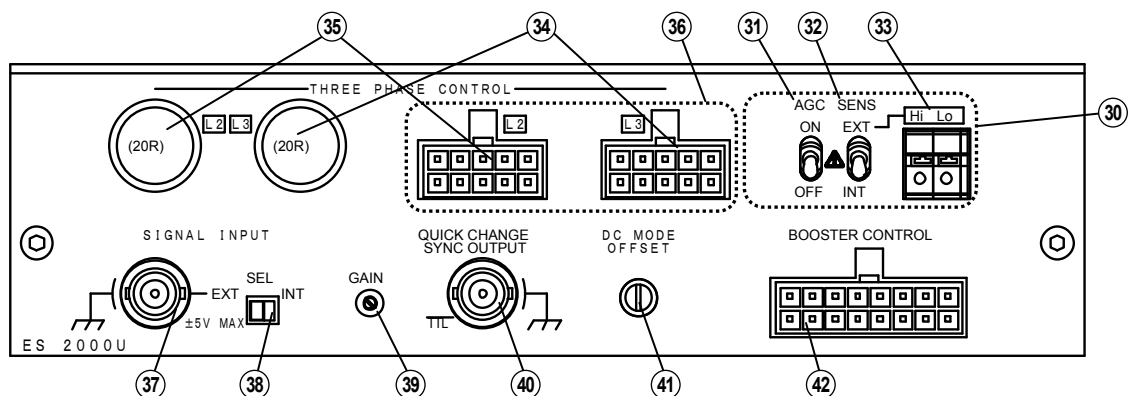 35 34 36 31 32 33
THREE PHASE CONTROL
AGC SENS
Hi Lo
30
L2 L3
L2
L3
ON EXT
(20R) (20R)
OFF INT
SIGNAL INPUT
QUICK CHANGE
SYNC OUTPUT
DC MODE
OFFSET
BOOSTER CONTROL
SEL
EXT INT
GAIN
±5V MAX
TTL
ES 2000U
37 38 39 40 41 42